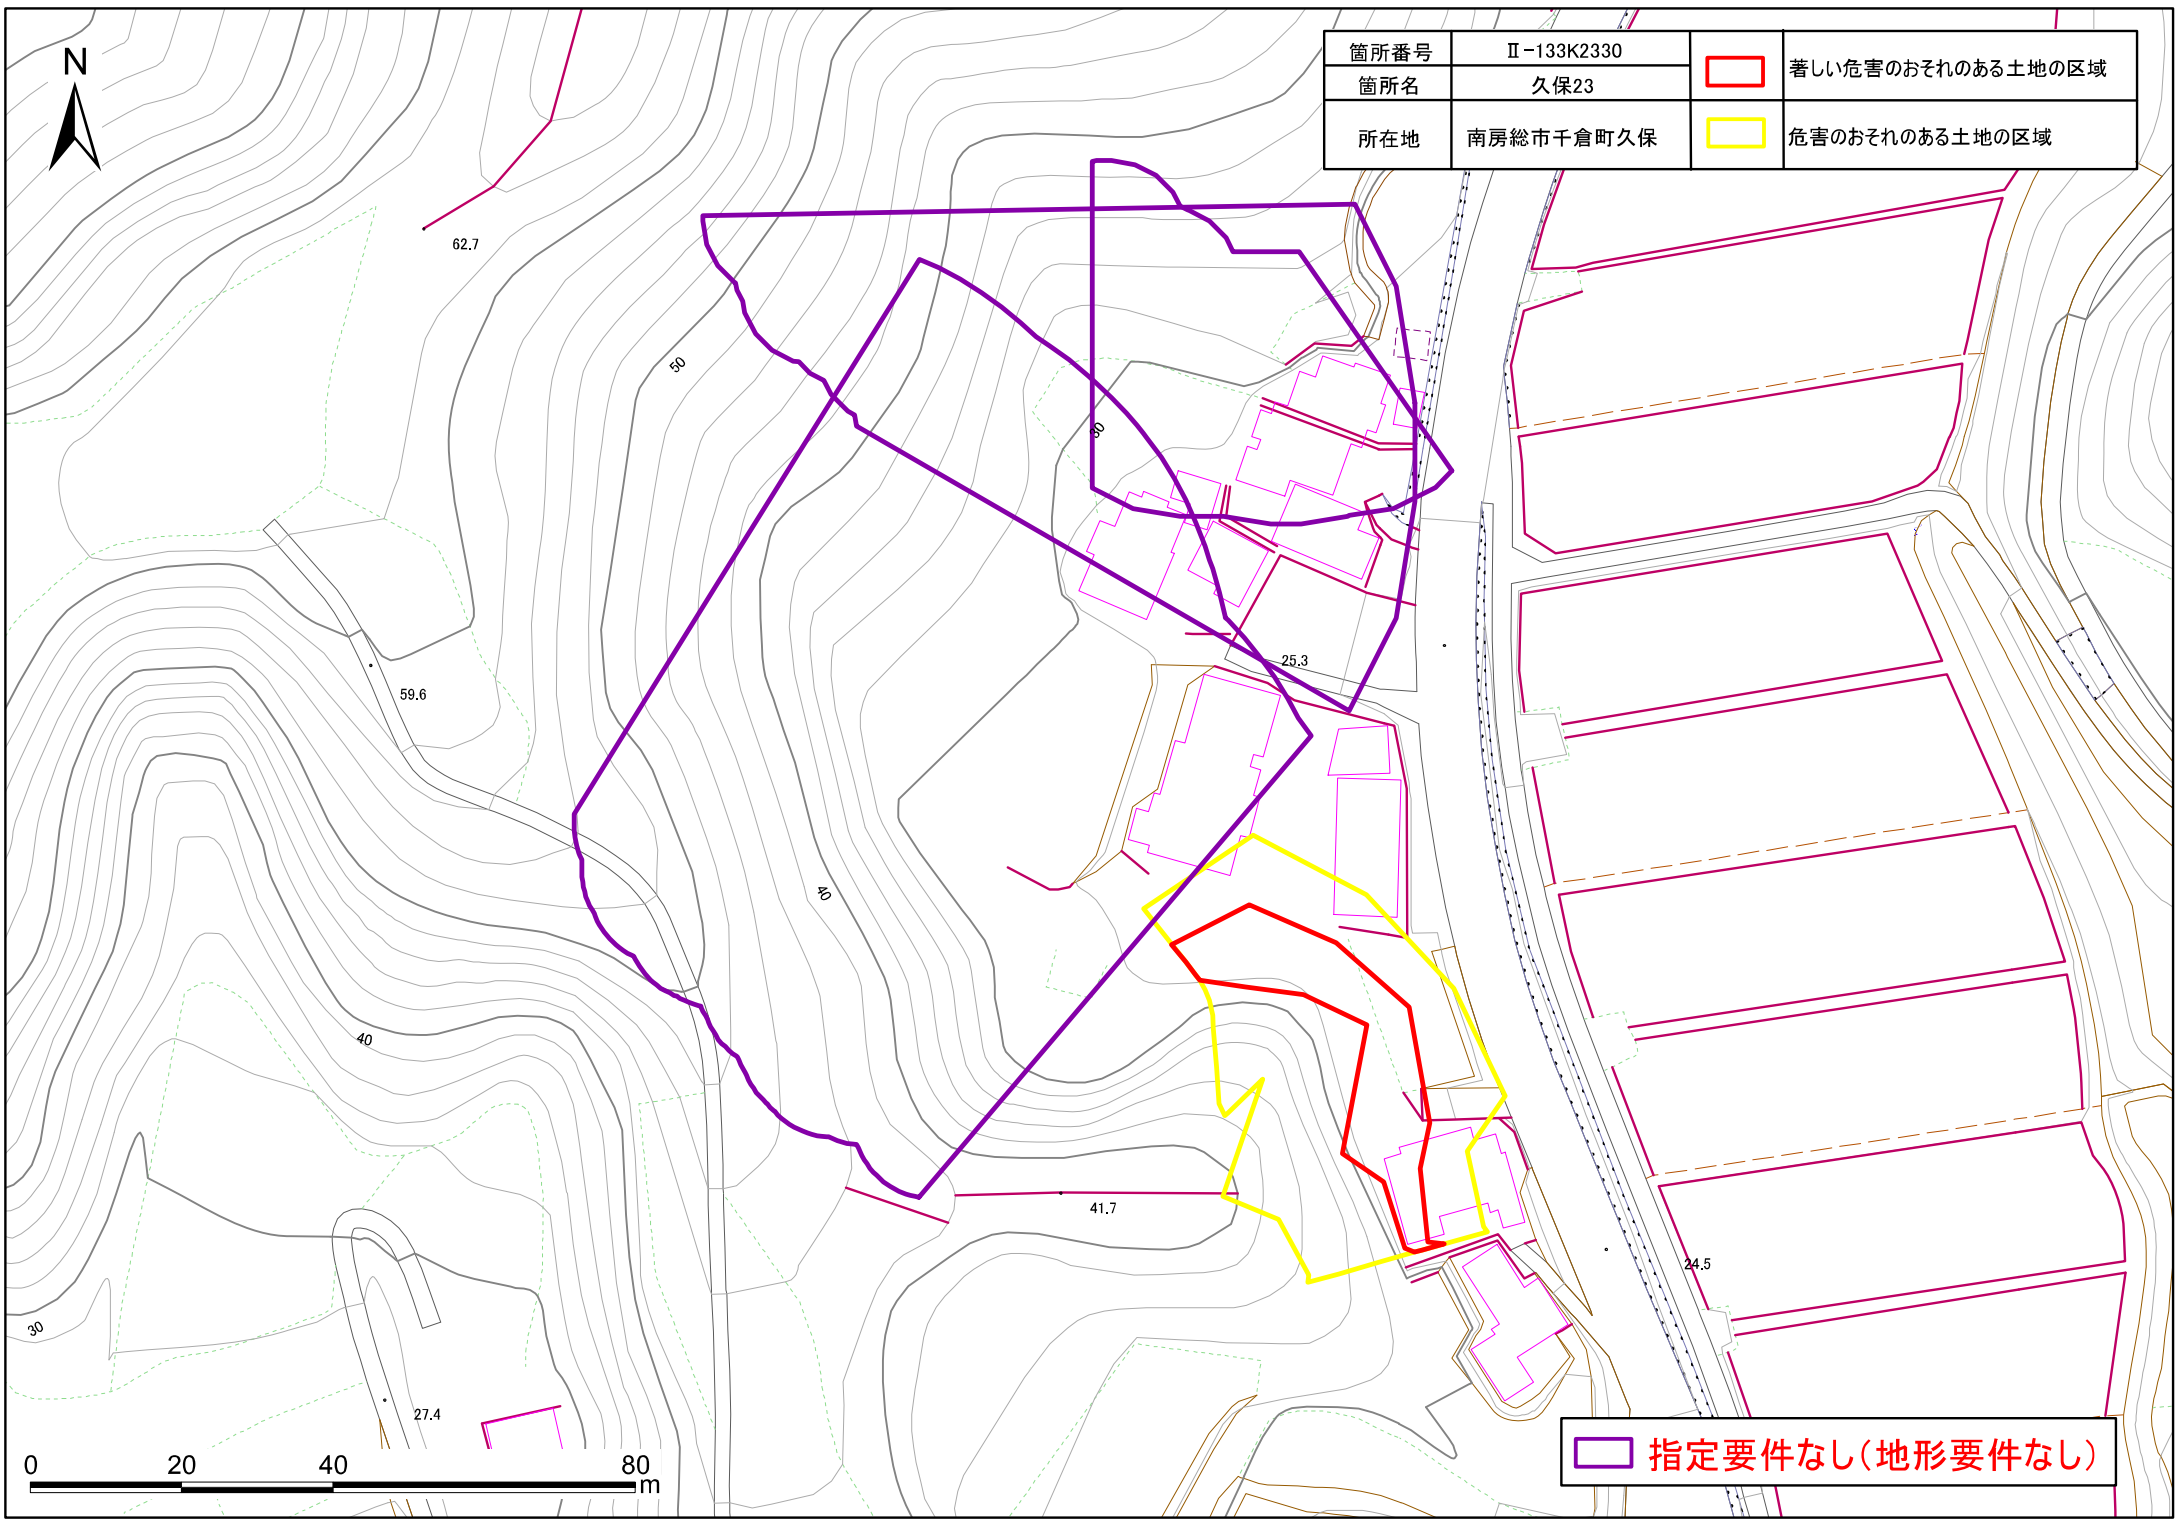 N
箇所番号 Ⅱ-133K2330
箇所名 久保23
所在地 南房総市千倉町久保
著しい危害のおそれのある土地の区域
危害のおそれのある土地の区域
62.7
50
30
59.6
25.3
40
40
41.7
24.5
30
27.4
0 20 40 80
m
指定要件なし(地形要件なし)